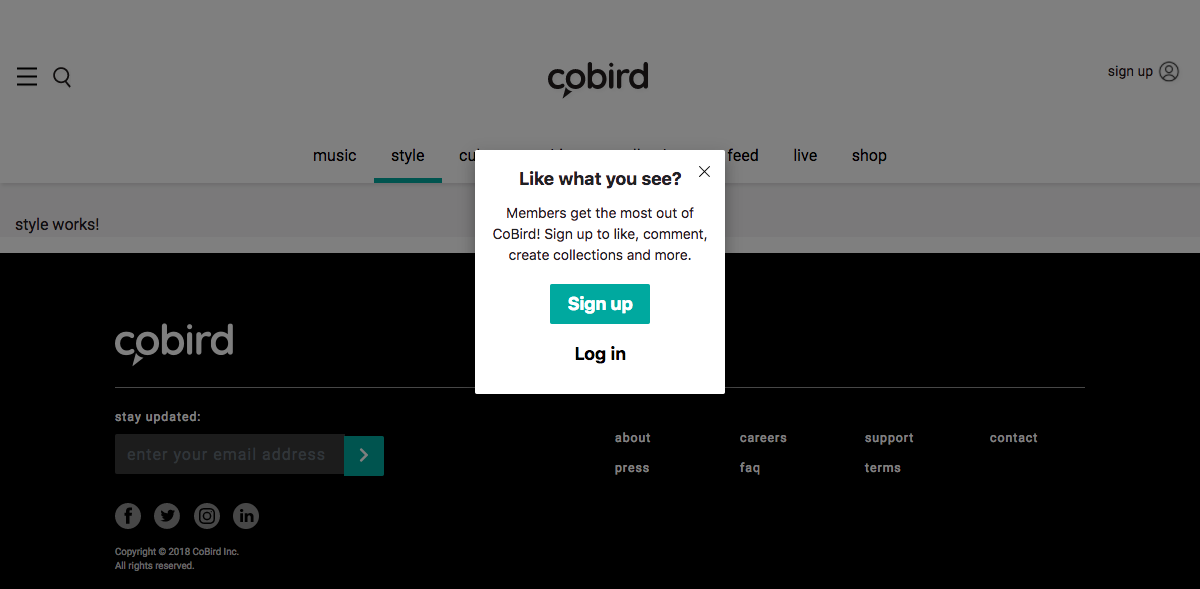 cobird
sign up
music style feed live shop
Like what you see?
Members get the most out of
CoBird! Sign up to like, comment,
create collections and more.
Sign up
Log in
style works!
cobird
stay updated:
enter your email address
about careers support contact
press faq terms
Copyright © 2018 CoBird Inc.
All rights reserved.